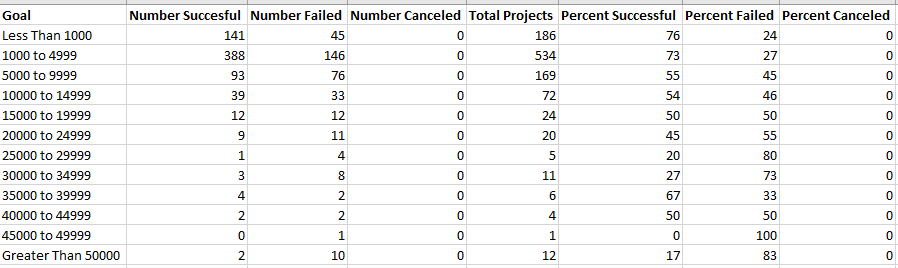 Goal Number Succesful Number Failed Number Canceled Total Projects Percent Successful Percent Failed Percent Canceled
Less Than 1000 141 45 0 186 76 24 0
1000 to 4999 388 146 0 534 73 27 0
5000 to 9999 93 76 0 169 55 45 0
10000 to 14999 39 33 0 72 54 46 0
15000 to 19999 12 12 0 24 50 50 0
20000 to 24999 9 11 0 20 45 55 0
25000 to 29999 1 4 0 5 20 80 0
30000 to 34999 3 8 0 11 27 73 0
35000 to 39999 4 2 0 6 67 33 0
40000 to 44999 2 2 0 4 50 50 0
45000 to 49999 0 1 0 1 0 100 0
Greater Than 50000 2 10 0 12 17 83 0